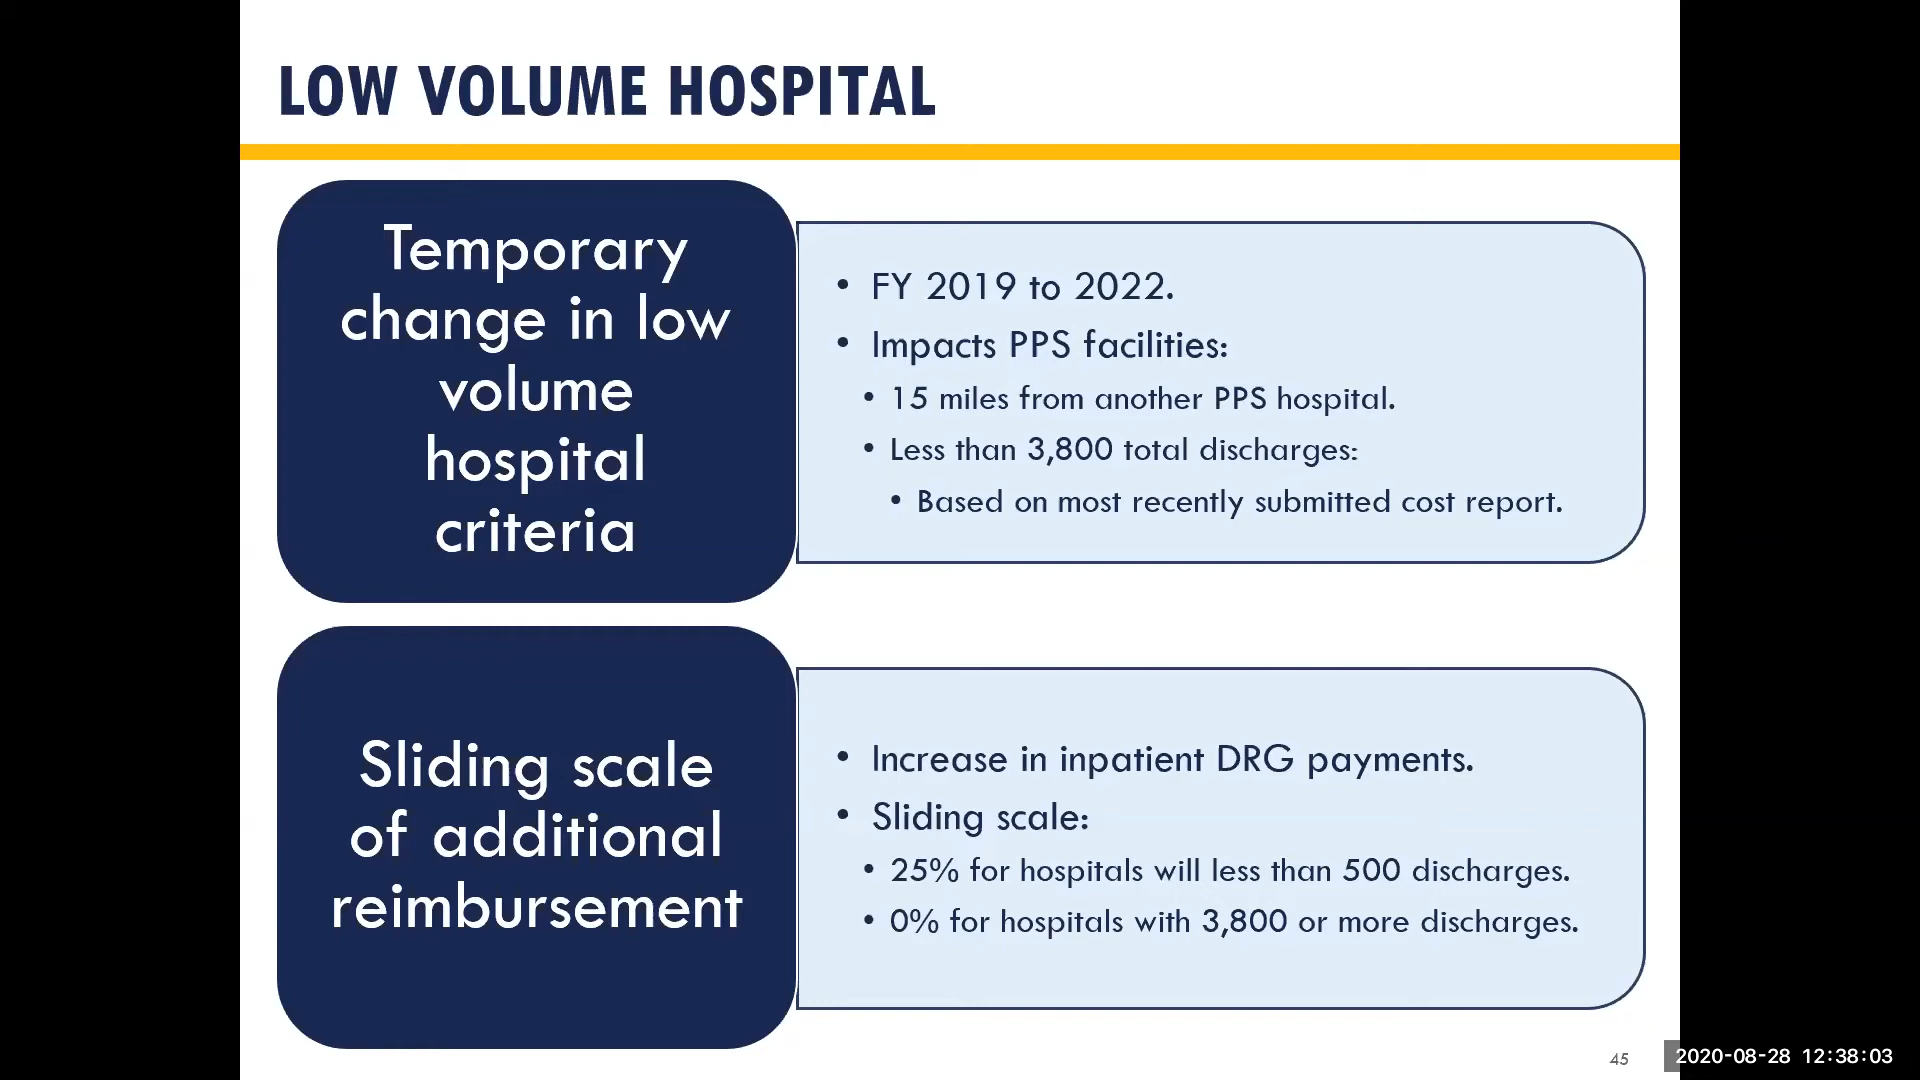 LOW VOLUME HOSPITAL
Temporary
change in low
volume
hospital
criteria
• FY 2019 to 2022.
• Impacts PPS facilities:
• 15 miles from another PPS hospital.
• Less than 3,800 total discharges:
• Based on most recently submitted cost report.
Sliding scale
of additional
reimbursement
• Increase in inpatient DRG payments.
• Sliding scale:
• 25% for hospitals will less than 500 discharges.
• 0% for hospitals with 3,800 or more discharges.
45
2020-08-28 12:38:03